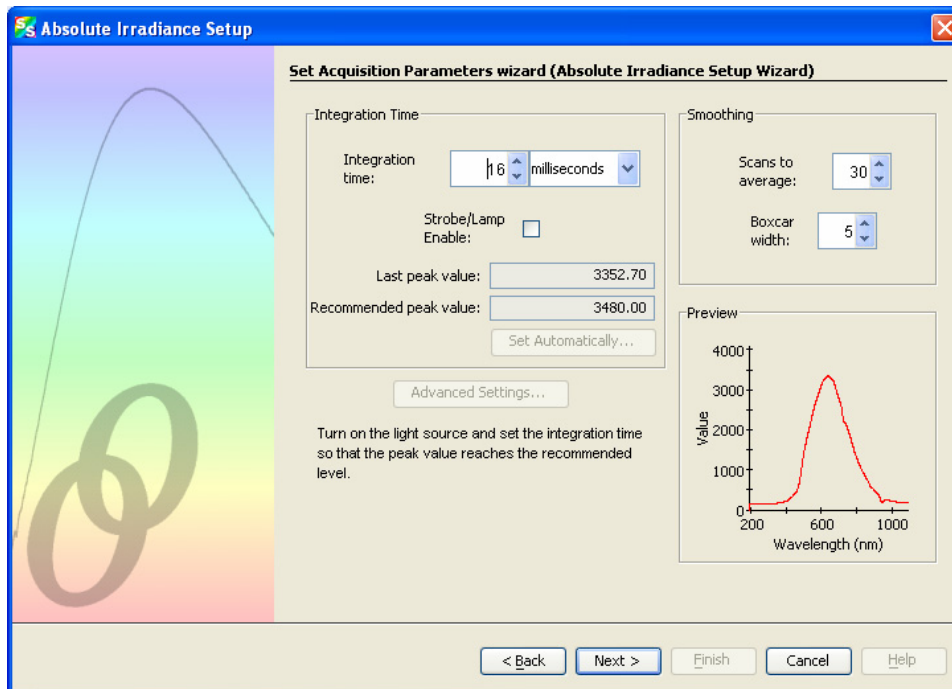 Absolute Irradiance Setup
Set Acquisition Parameters wizard (Absolute Irradiance Setup Wizard)
Integration Time
Integration time:
16
milliseconds
Strobe/Lamp Enable:
Last peak value:
3352.70
Recommended peak value:
3480.00
Set Automatically...
Advanced Settings...
Turn on the light source and set the integration time
so that the peak value reaches the recommended
level.
Smoothing
Scans to average:
30
Boxcar width:
5
Preview
4000
3000
2000
1000
0
Value
200
600
1000
Wavelength (nm)
< Back
Next >
Finish
Cancel
Help